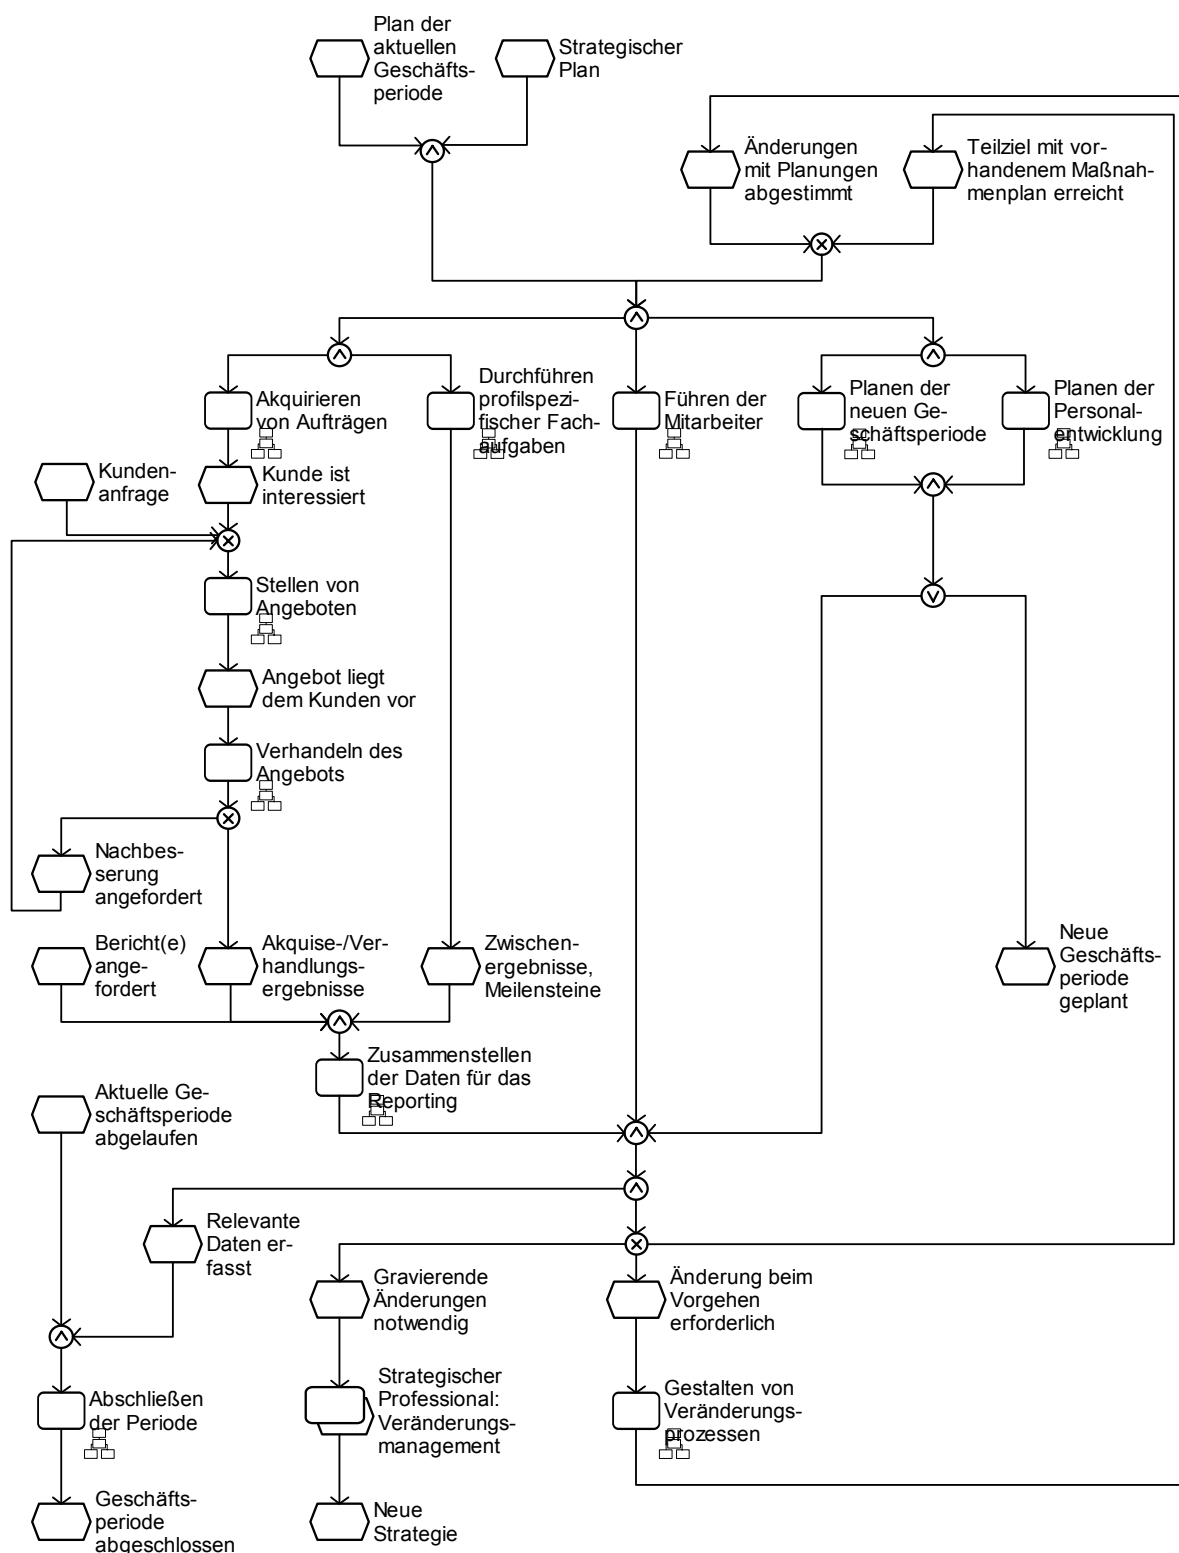 Plan der
aktuellen
Geschäfts-
periode
Strategischer
Plan
Änderungen
mit Planungen
abgestimmt
Teilziel mit vor-
handenem Maßnah-
menplan erreicht
Akquirieren
von Aufträgen
Durchführen
profilspezi-
fischer Fach-
aufgaben
Führen der
Mitarbeiter
Planen der
neuen Ge-
schäftsperiode
Planen der
Personal-
entwicklung
Kunden-
anfrage
Kunde ist
interessiert
Stellen von
Angeboten
Angebot liegt
dem Kunden vor
Verhandeln des
Angebots
Nachbes-
serung
angefordert
Bericht(e)
ange-
fordert
Akquise-/Ver-
handlungs-
ergebnisse
Zwischen-
ergebnisse,
Meilensteine
Neue
Geschäfts-
periode
geplant
Zusammenstellen
der Daten für das
Reporting
Aktuelle Ge-
schäftsperiode
abgelaufen
Relevante
Daten er-
fasst
Gravierende
Änderungen
notwendig
Änderung beim
Vorgehen
erforderlich
Abschließen
der Periode
Strategischer
Professional:
Veränderungs-
management
Gestalten von
Veränderungs-
prozessen
Geschäfts-
periode
abgeschlossen
Neue
Strategie